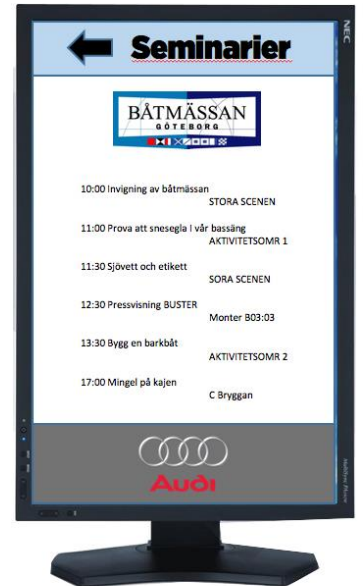 Seminarier
NEC
BÅTMÄSSAN
GÖTEBORG
10:00 Invigning av båtmässan
STORA SCENEN
11:00 Prova att snesegla I vår bassäng
AKTIVITETSOMR 1
11:30 Sjövett och etikett
SORA SCENEN
12:30 Pressvisning BUSTER
Monter B03:03
13:30 Bygg en barkbåt
AKTIVITETSOMR 2
17:00 Mingel på kajen
C Bryggan
Audi